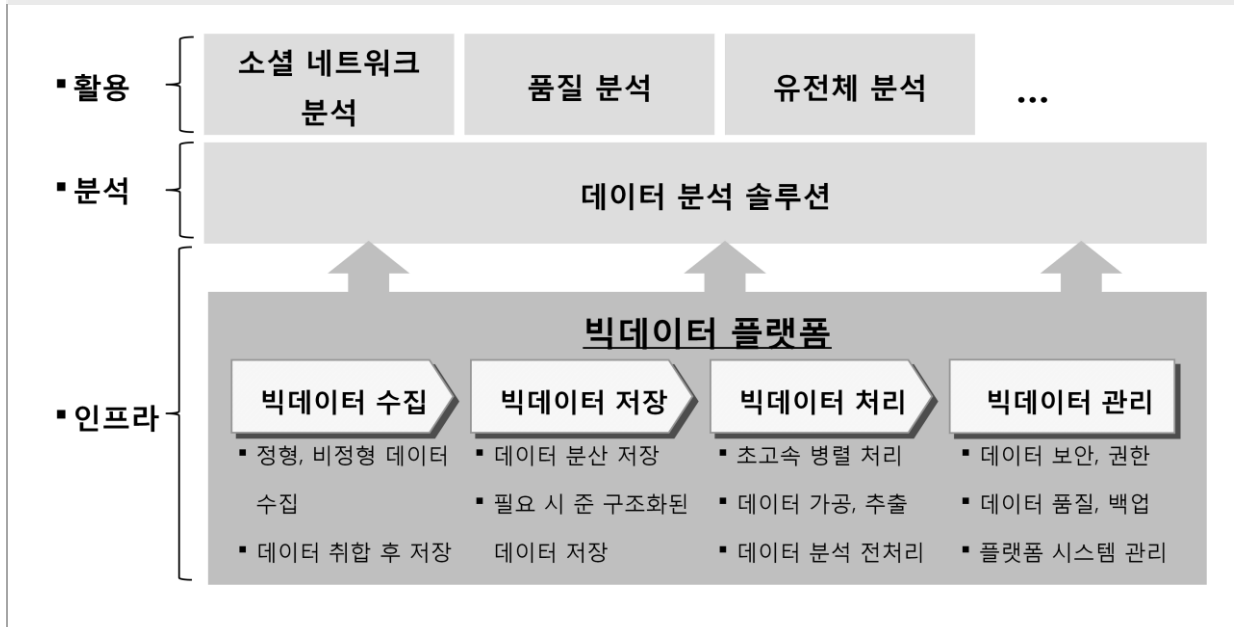 ▪ 활용
소셜 네트워크
분석
품질 분석
유전체 분석
...
▪ 분석
데이터 분석 솔루션
▪ 인프라
빅데이터 플랫폼
빅데이터 수집
▪ 정형, 비정형 데이터
수집
▪ 데이터 취합 후 저장
빅데이터 저장
▪ 데이터 분산 저장
▪ 필요 시 준 구조화된
데이터 저장
빅데이터 처리
▪ 초고속 병렬 처리
▪ 데이터 가공, 추출
▪ 데이터 분석 전처리
빅데이터 관리
▪ 데이터 보안, 권한
▪ 데이터 품질, 백업
▪ 플랫폼 시스템 관리